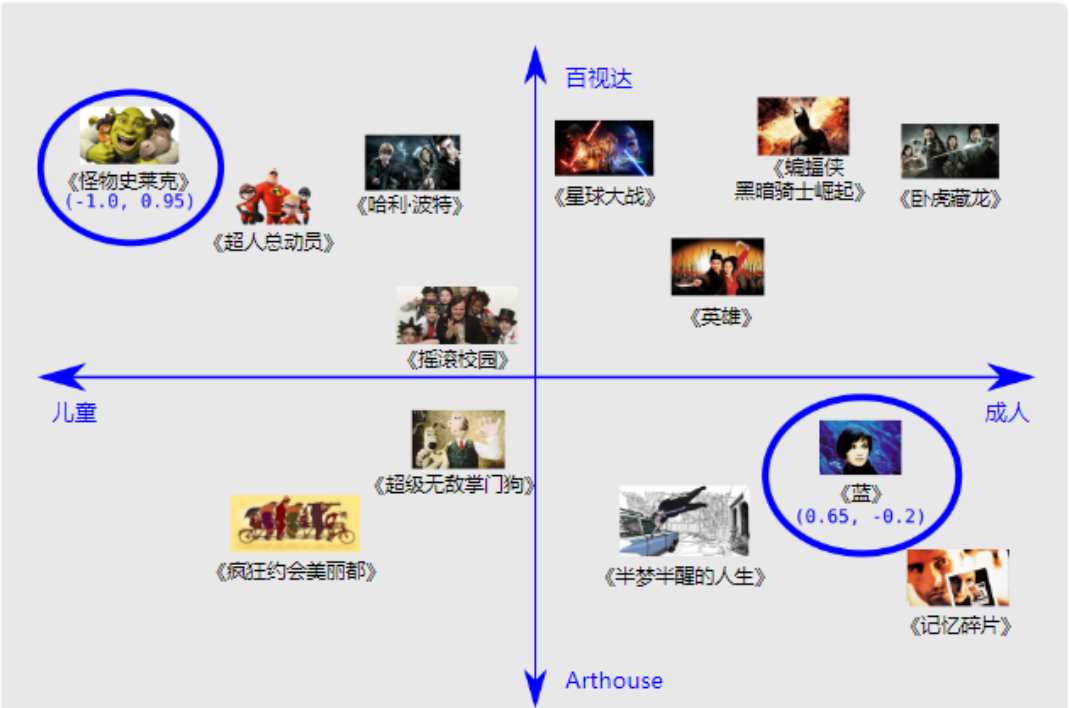 百视达
《怪物史莱克》
(-1.0, 0.95)
《超人总动员》
《哈利·波特》
《星球大战》
《蝙蝠侠
黑暗骑士崛起》
《卧虎藏龙》
《英雄》
《摇滚校园》
儿童
成人
《超级无敌掌门狗》
《蓝》
(0.65, -0.2)
《疯狂约会美丽都》
《半梦半醒的人生》
《记忆碎片》
Arthouse